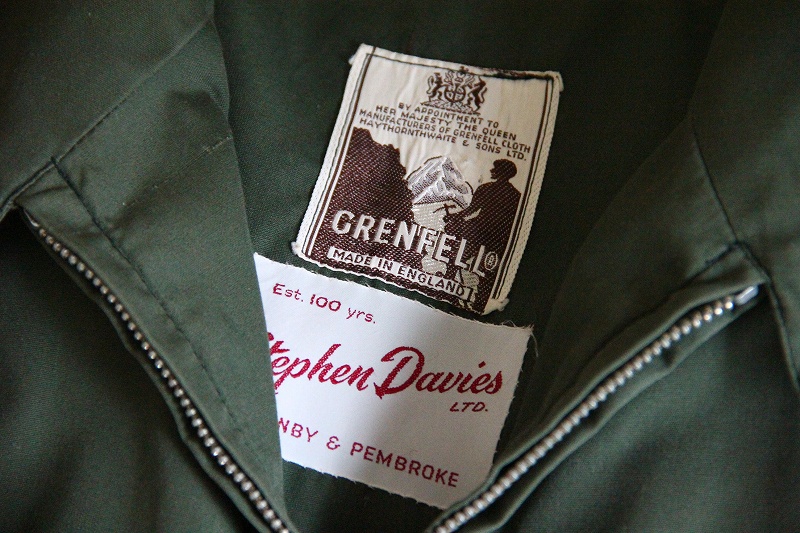 BY APPOINTMENT TO
HER MAJESTY THE QUEEN
MANUFACTURERS OF GRENFELL CLOTH
HAYTHORNTHWAITE & SONS LTD.
GRENFELL®
MADE IN ENGLAND
Est. 100 yrs.
Stephen Davies
LTD.
NBY & PEMBROKE